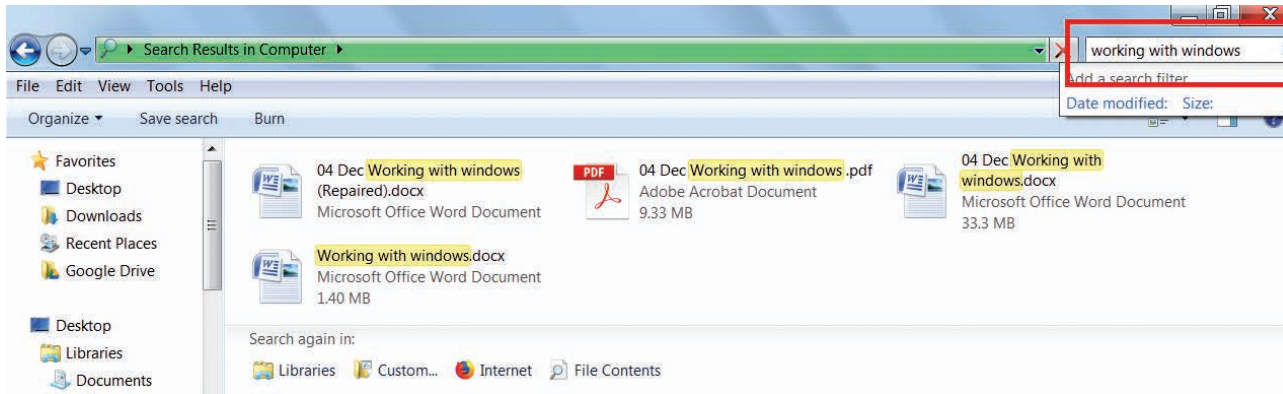 Search Results in Computer
working with windows
File Edit View Tools Help
Add a search filter
Date modified: Size:
Organize Save search Burn
Favorites
Desktop
Downloads
Recent Places
Google Drive
Desktop
Libraries
Documents
04 Dec Working with windows
(Repaired).docx
Microsoft Office Word Document
PDF
04 Dec Working with windows .pdf
Adobe Acrobat Document
9.33 MB
04 Dec Working with
windows.docx
Microsoft Office Word Document
33.3 MB
Working with windows.docx
Microsoft Office Word Document
1.40 MB
Search again in:
Libraries Custom... Internet File Contents